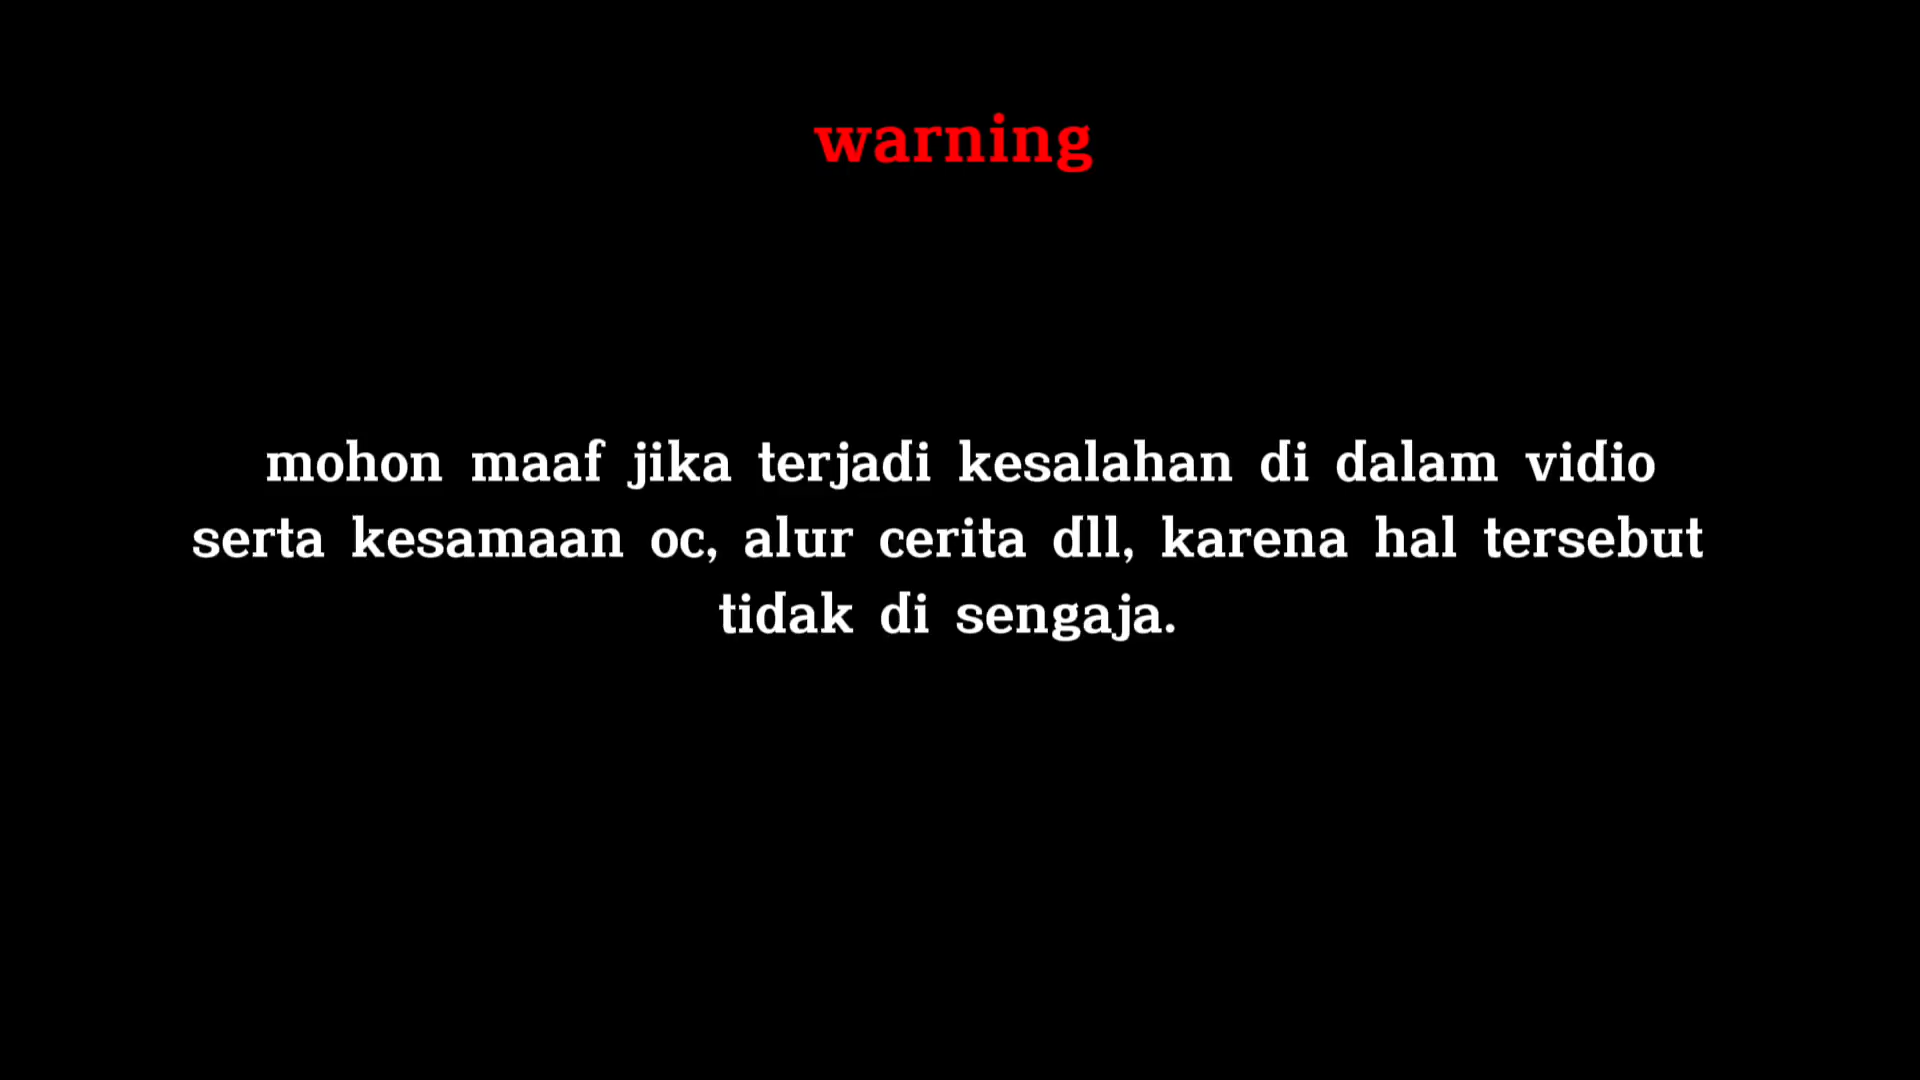 warning
mohon maaf jika terjadi kesalahan di dalam vidio
serta kesamaan oc, alur cerita dll, karena hal tersebut
tidak di sengaja.